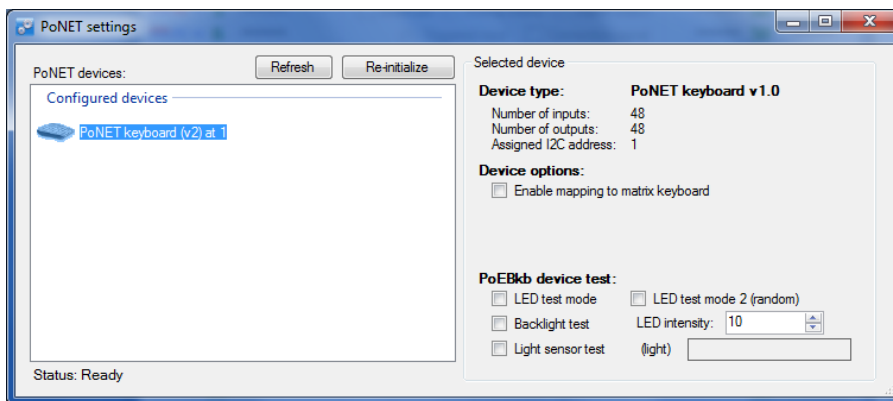 PoNET settings
PoNET devices:
Refresh
Re-initialize
Configured devices
PoNET keyboard (v2) at 1
Status: Ready
Selected device
Device type: PoNET keyboard v1.0
Number of inputs: 48
Number of outputs: 48
Assigned I2C address: 1
Device options:
Enable mapping to matrix keyboard
PoEBkb device test:
LED test mode
LED test mode 2 (random)
Backlight test
LED intensity: 10
Light sensor test
(light)